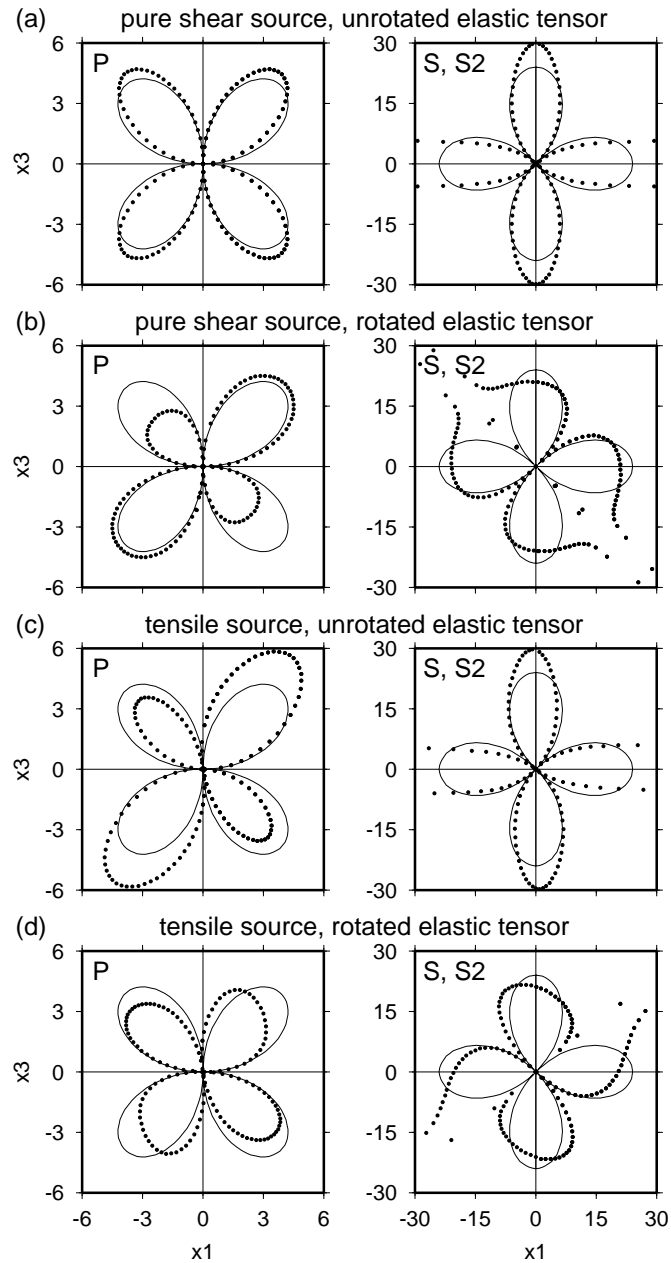 (a) pure shear source, unrotated elastic tensor
6 P 30 S, S2
3 15
x3 0 0
-3 -15
-6 -30
(b) pure shear source, rotated elastic tensor
6 P 30 S, S2
3 15
x3 0 0
-3 -15
-6 -30
(c) tensile source, unrotated elastic tensor
6 P 30 S, S2
3 15
x3 0 0
-3 -15
-6 -30
(d) tensile source, rotated elastic tensor
6 P 30 S, S2
3 15
x3 0 0
-3 -15
-6 -30
-6 -3 0 3 6 -30 -15 0 15 30
x1 x1